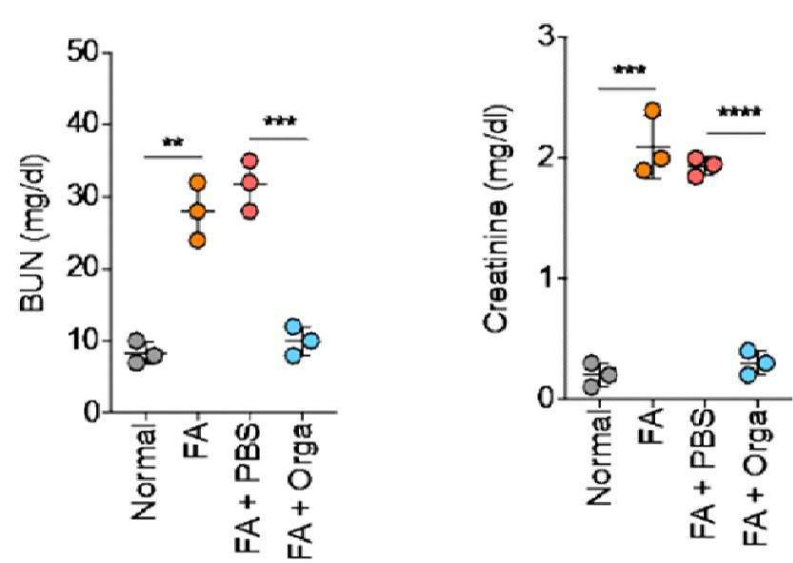 BUN (mg/dl)
50
40
30
20
10
0
**
***
Normal
FA
FA + PBS
FA + Orga
Creatinine (mg/dl)
3
2
1
0
***
****
Normal
FA
FA + PBS
FA + Orga